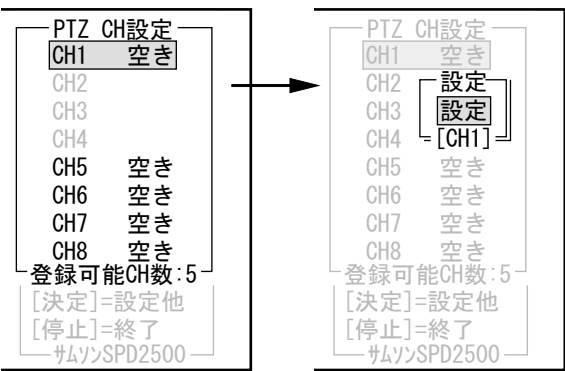 PTZ CH設定
CH1 空き
CH2
CH3
CH4
CH5 空き
CH6 空き
CH7 空き
CH8 空き
登録可能CH数:5
[決定]=設定他
[停止]=終了
サムソンSPD2500
PTZ CH設定
CH1 空き
CH2
CH3
CH4
設定
設定
[CH1]
CH5 空き
CH6 空き
CH7 空き
CH8 空き
登録可能CH数:5
[決定]=設定他
[停止]=終了
サムソンSPD2500